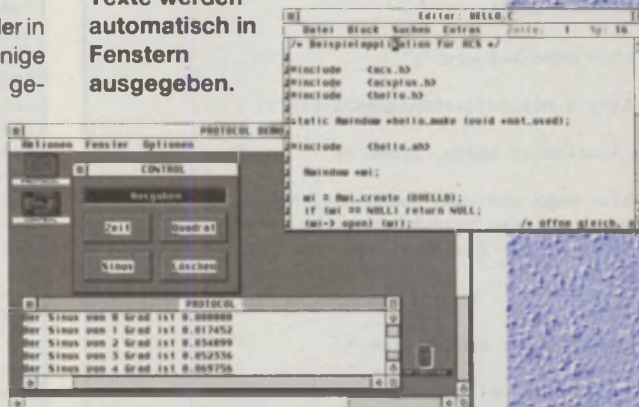 Texte werden
automatisch in
Fenstern
ausgegeben.
der in
nige
ge-
Editor: HELLO.C
Datei Block Suchen Extras Zeile: 1 Sp: 16
/* Beispielapplikation für ACS */
#include <acs.h>
#include <acsplus.h>
#include <hello.h>
static Awindow *hello_make (void *not_used);
#include <hello.ah>
Awindow *wi;
wi = Awi_create (&HELLO);
if (wi == NULL) return NULL;
(wi-> open) (wi); /* öffne gleich,
PROTOCOL DEMO
Aktionen Fenster Optionen
PROTOCOL
CONTROL
CONTROL
Ausgaben
Zeit Quadrat
Sinus Löschen
PROTOCOL
Der Sinus von 0 Grad ist 0.000000
Der Sinus von 1 Grad ist 0.017452
Der Sinus von 2 Grad ist 0.034899
Der Sinus von 3 Grad ist 0.052336
Der Sinus von 4 Grad ist 0.069756